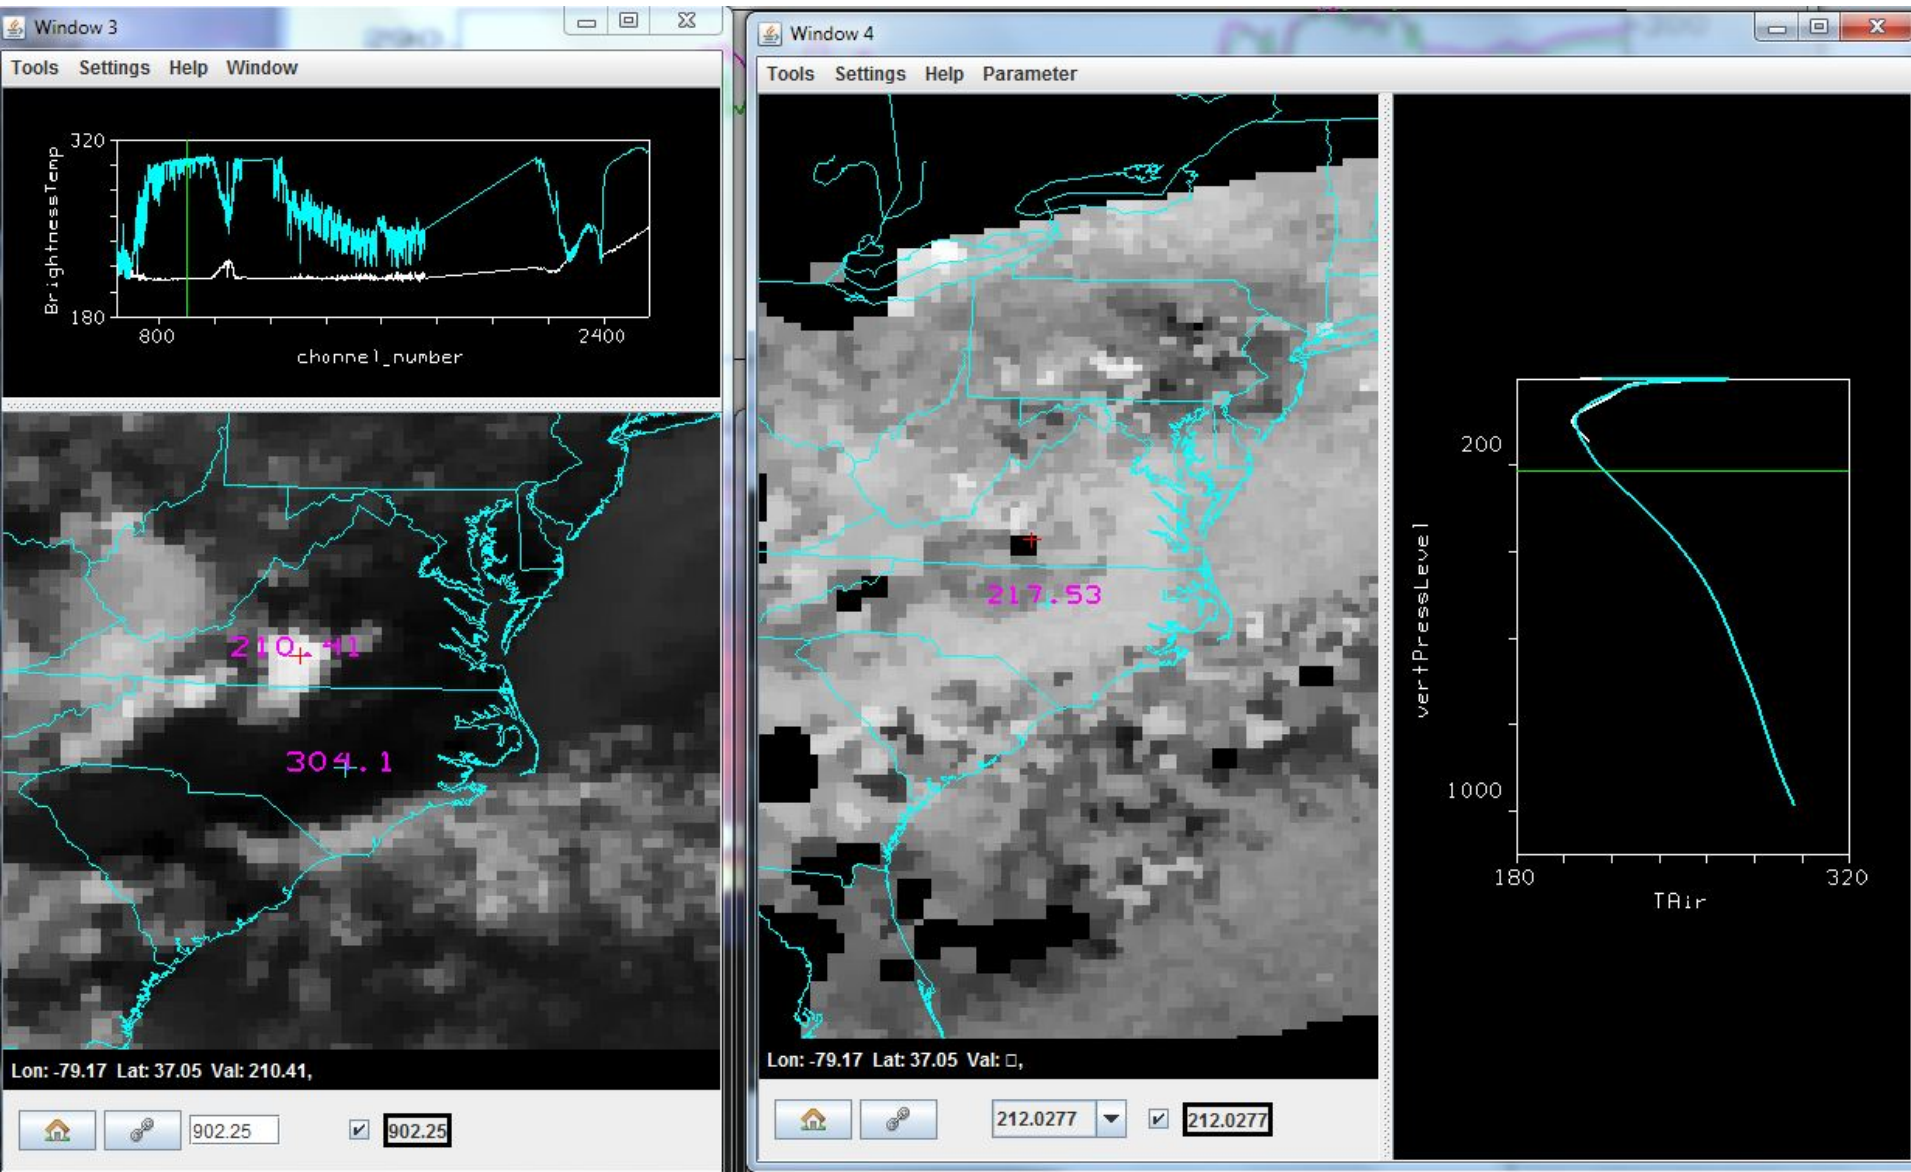 Window 3
Tools Settings Help Window
320
BrightnessTemp
180
800
2400
channel_number
210.41
304.1
Lon: -79.17 Lat: 37.05 Val: 210.41,
902.25
902.25
Window 4
Tools Settings Help Parameter
217.53
200
vertPressLevel
1000
180
320
TAir
Lon: -79.17 Lat: 37.05 Val: □,
212.0277
212.0277